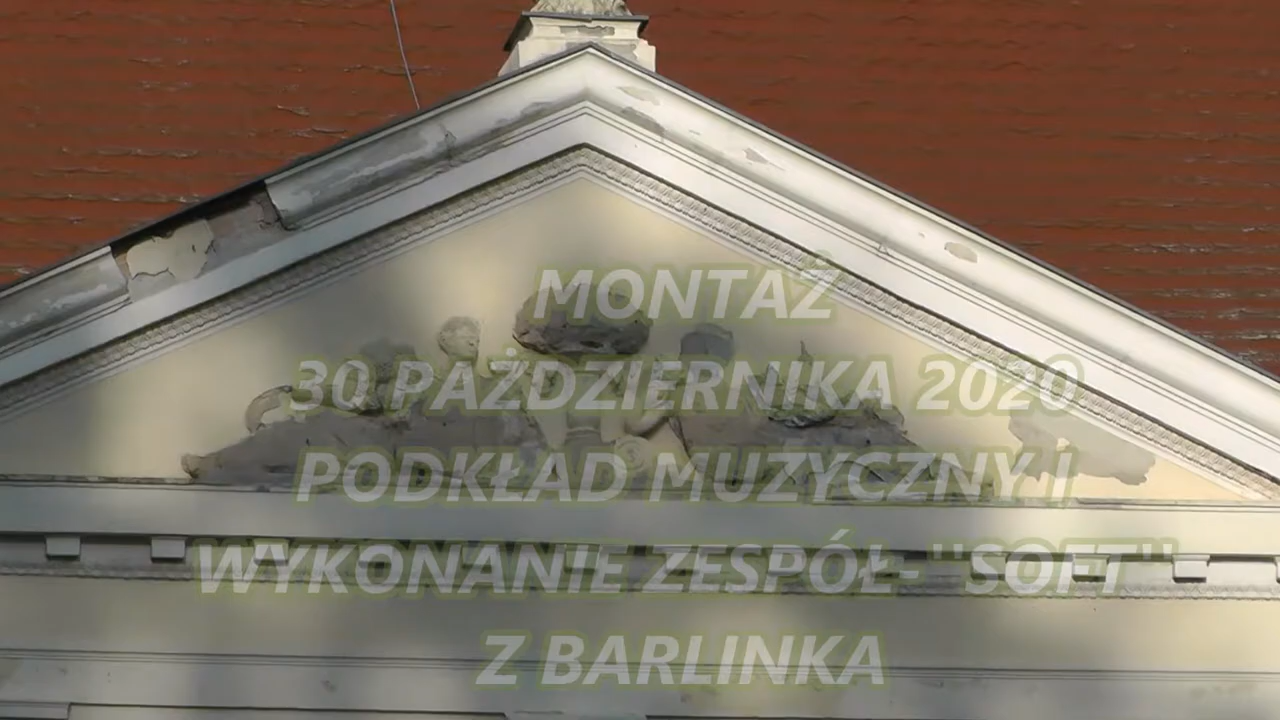 MONTAŻ
30 PAŹDZIERNIKA 2020
PODKŁAD MUZYCZNY I
WYKONANIE ZESPÓŁ- "SOFT"
Z BARLINKA